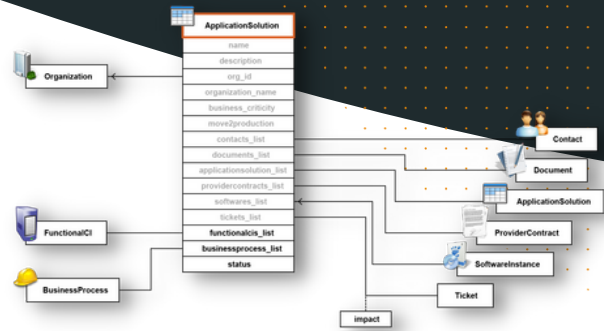 ApplicationSolution
name
description
org_id
organization_name
business_criticity
move2production
contacts_list
documents_list
applicationsolution_list
providercontracts_list
softwares_list
tickets_list
functionalcis_list
businessprocess_list
status
Organization
FunctionalCI
BusinessProcess
Contact
Document
ApplicationSolution
ProviderContract
SoftwareInstance
Ticket
impact